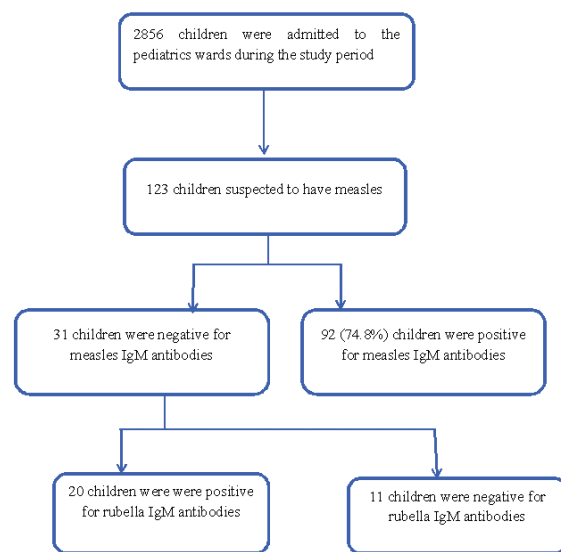 2856 children were admitted to the
pediatrics wards during the study period
123 children suspected to have measles
31 children were negative for
measles IgM antibodies
92 (74.8%) children were positive
for measles IgM antibodies
20 children were were positive
for rubella IgM antibodies
11 children were negative for
rubella IgM antibodies